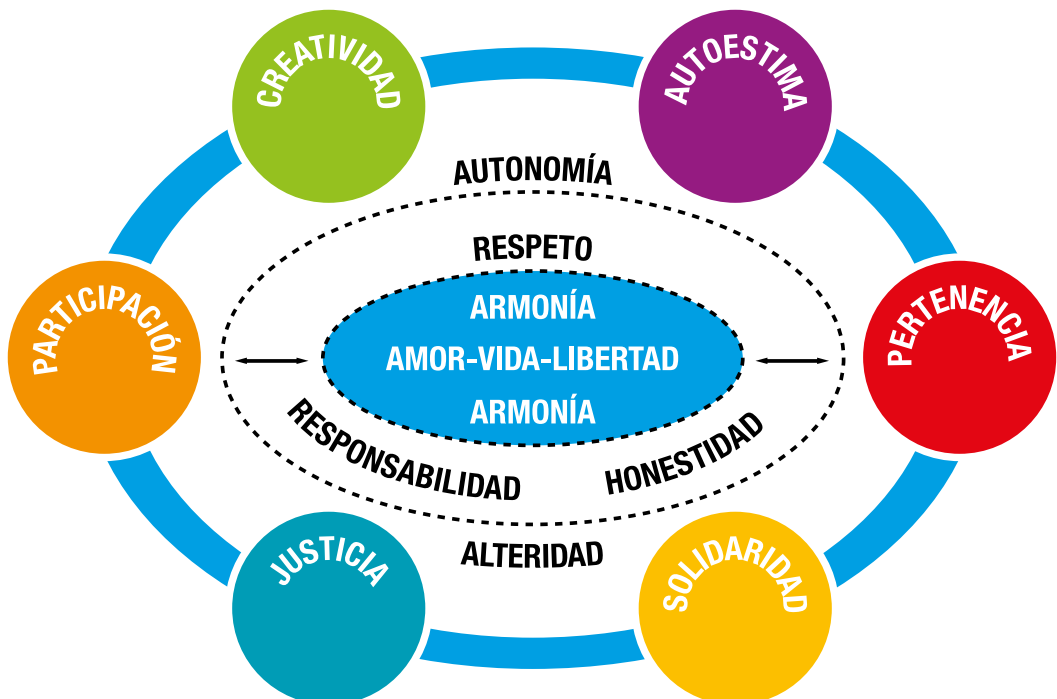 CREATIVIDAD
AUTOESTIMA
AUTONOMÍA
RESPETO
PARTICIPACIÓN
ARMONÍA
AMOR-VIDA-LIBERTAD
ARMONÍA
PERTENENCIA
RESPONSABILIDAD
HONESTIDAD
ALTERIDAD
JUSTICIA
SOLIDARIDAD